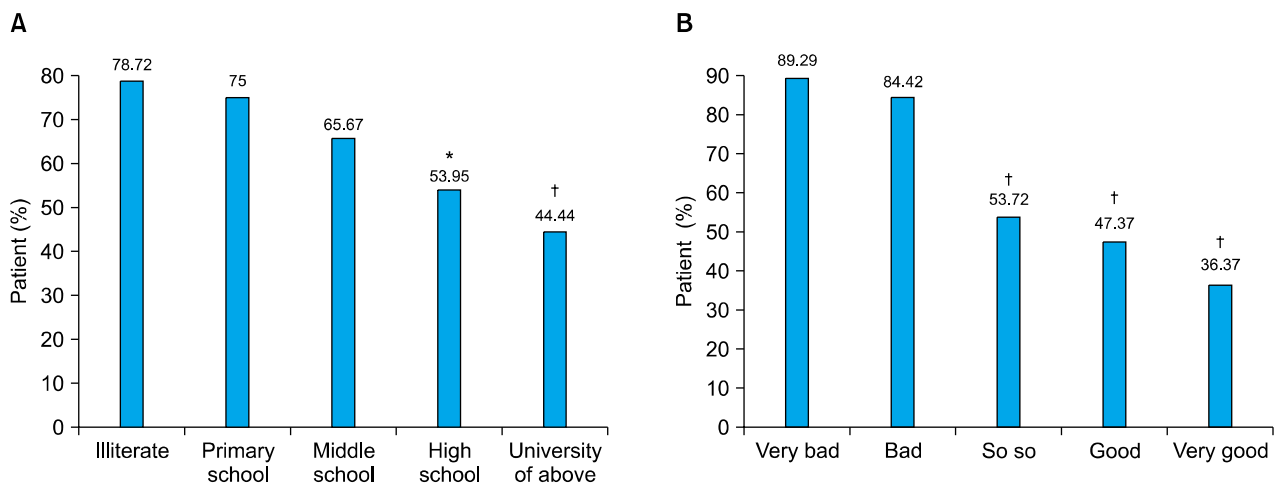 A
Patient (%)
80
70
60
50
40
30
20
10
0
78.72
75
65.67
*
53.95
†
44.44
Illiterate
Primary
school
Middle
school
High
school
University
of above
B
Patient (%)
90
80
70
60
50
40
30
20
10
0
89.29
84.42
†
53.72
†
47.37
†
36.37
Very bad
Bad
So so
Good
Very good